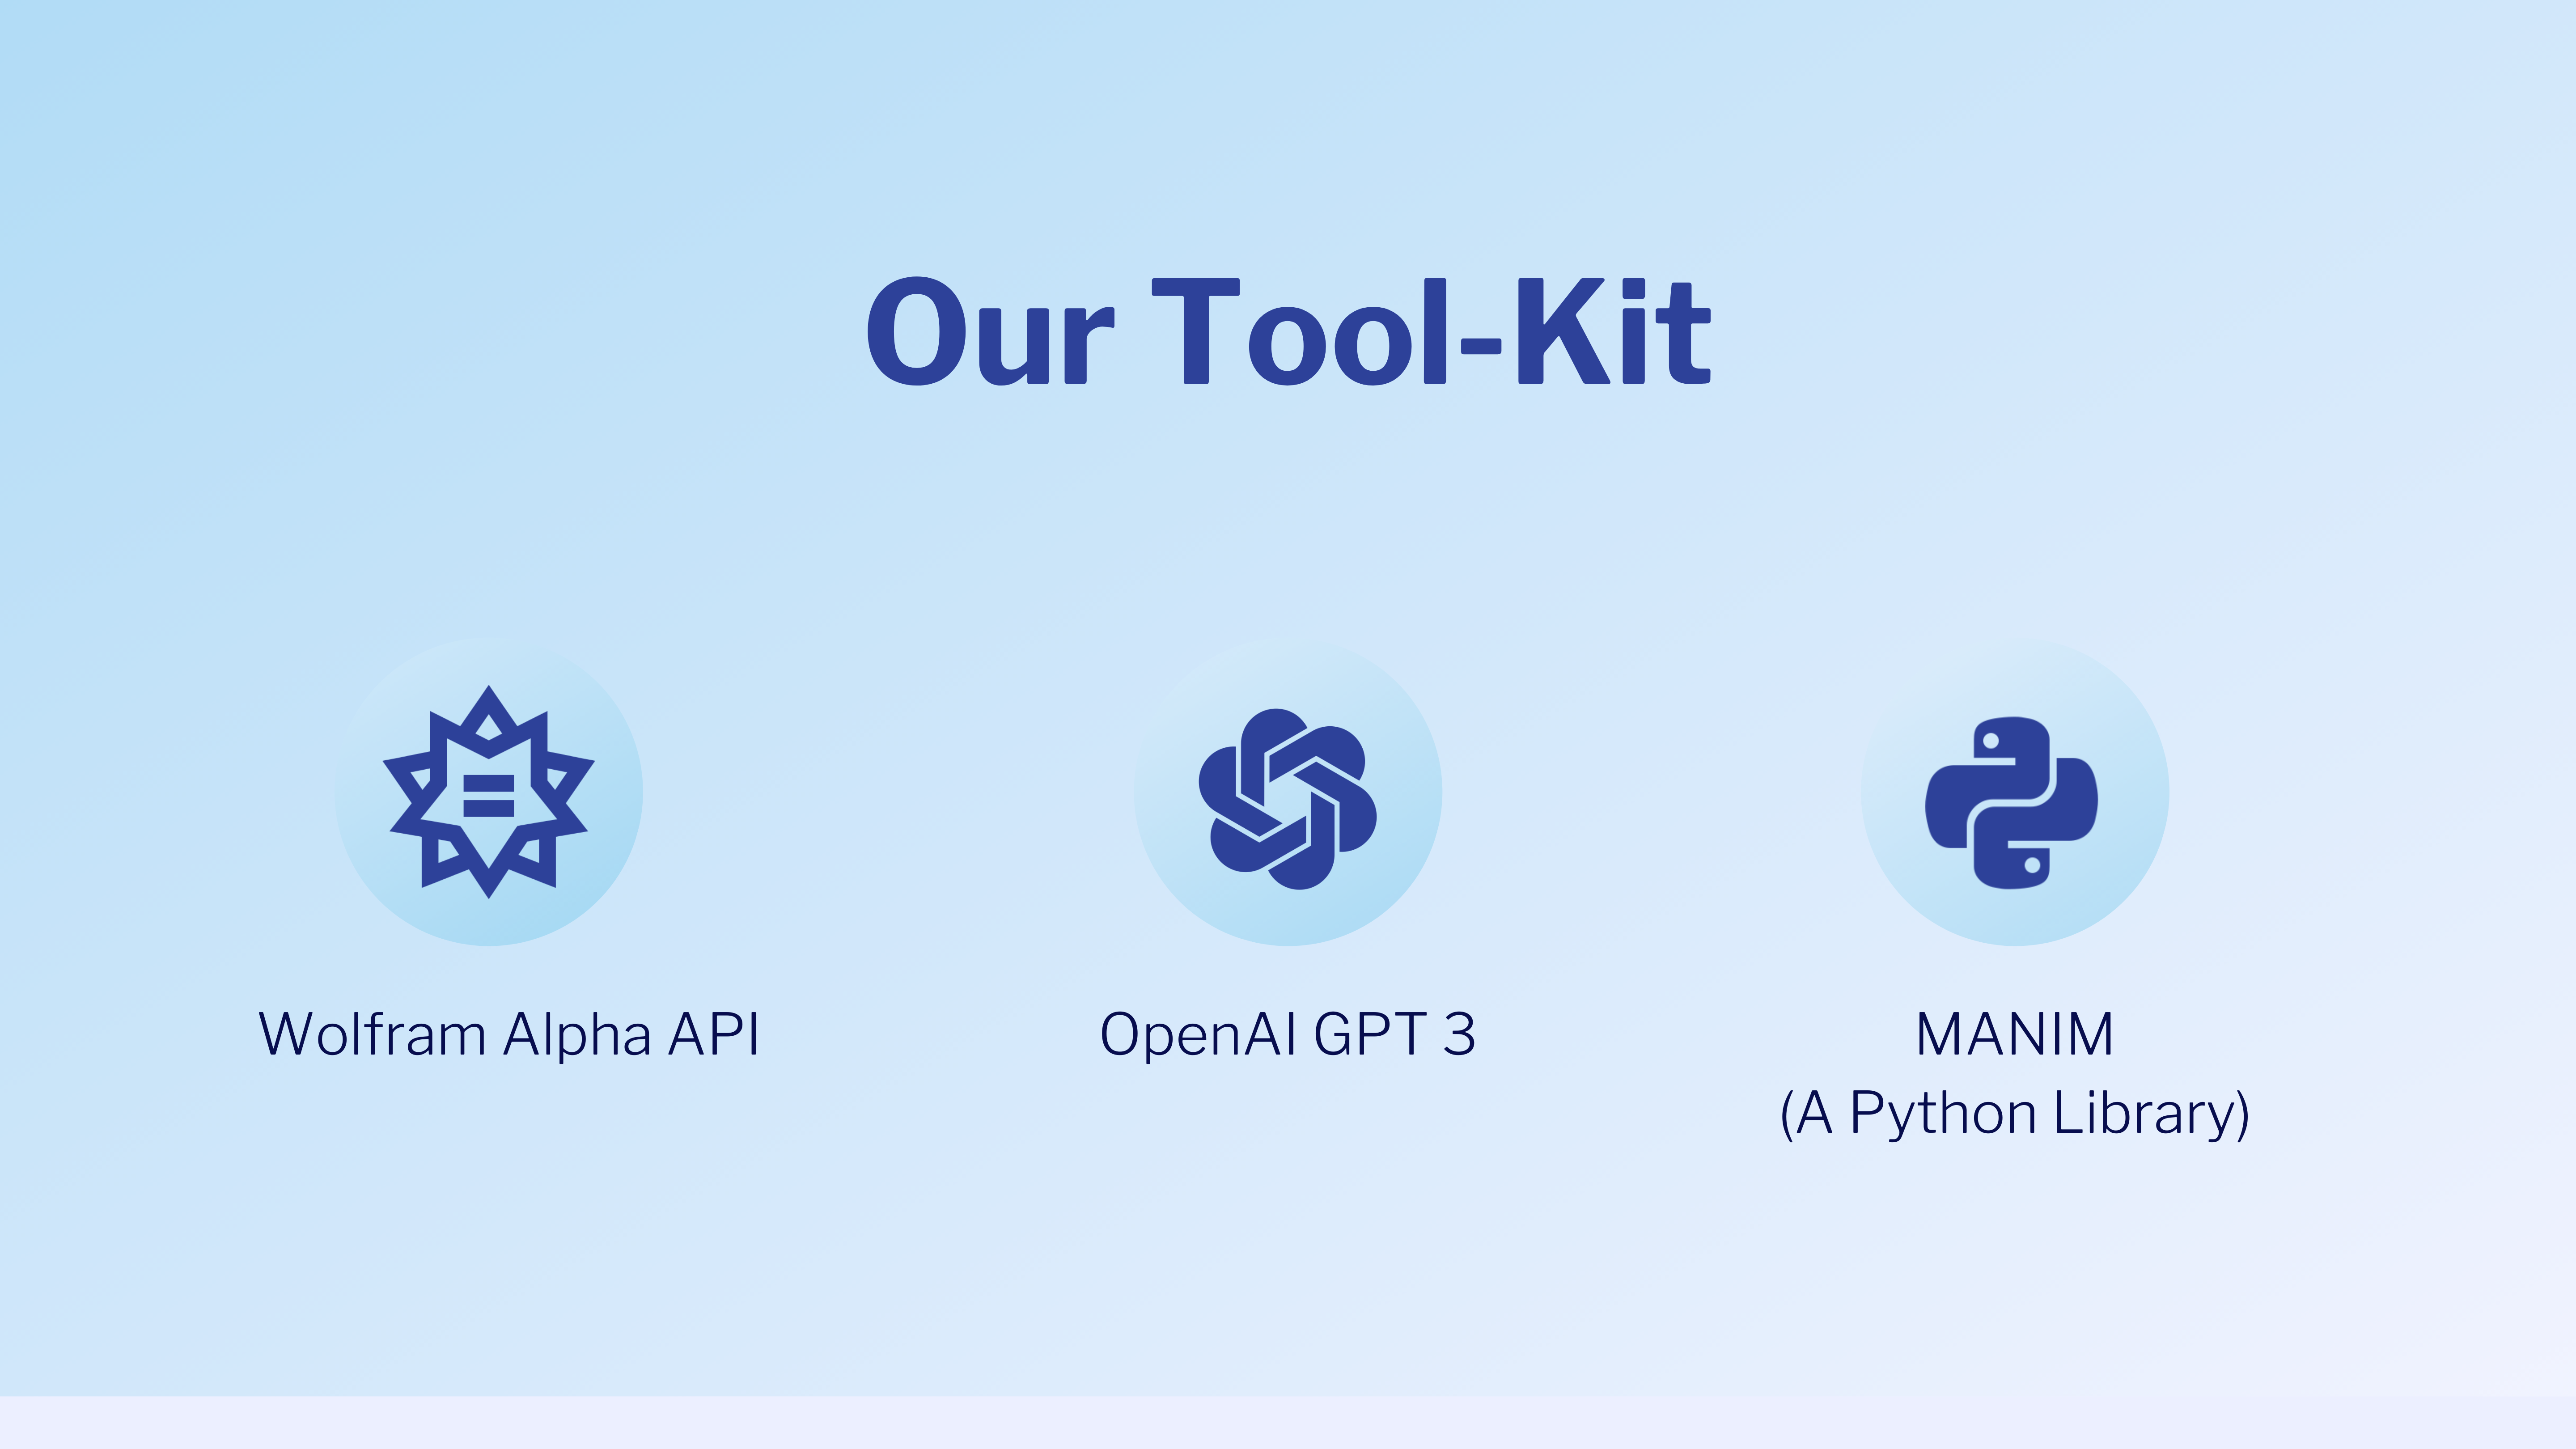 Our Tool-Kit
Wolfram Alpha API
OpenAI GPT 3
MANIM
(A Python Library)